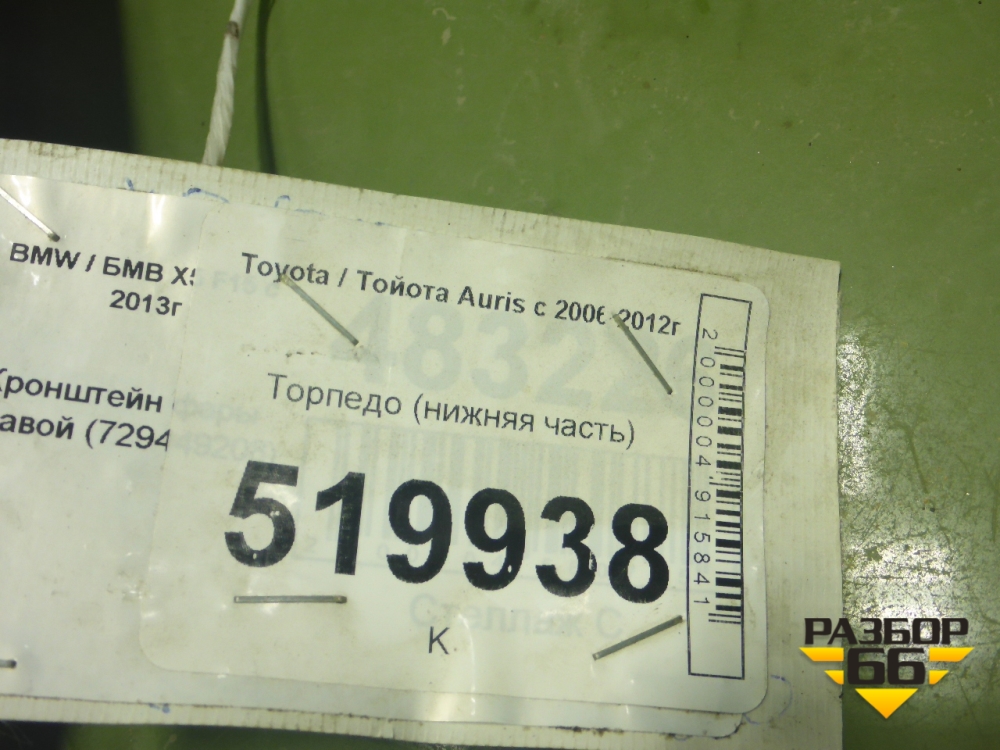 BMW / БМВ X5
2013г
Кронштейн
авой (7294
Toyota / Тойота Auris с 2006 2012г
Торпедо (нижняя часть)
519938
К
2000004915841
48322
Стеллаж С
РАЗБОР
66